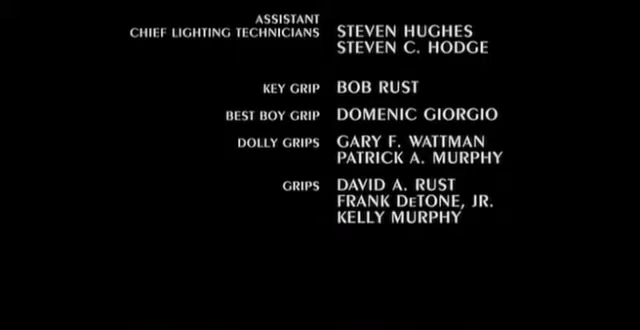 ASSISTANT
CHIEF LIGHTING TECHNICIANS STEVEN HUGHES
STEVEN C. HODGE
KEY GRIP BOB RUST
BEST BOY GRIP DOMENIC GIORGIO
DOLLY GRIPS GARY F. WATTMAN
PATRICK A. MURPHY
GRIPS DAVID A. RUST
FRANK DeTONE, JR.
KELLY MURPHY